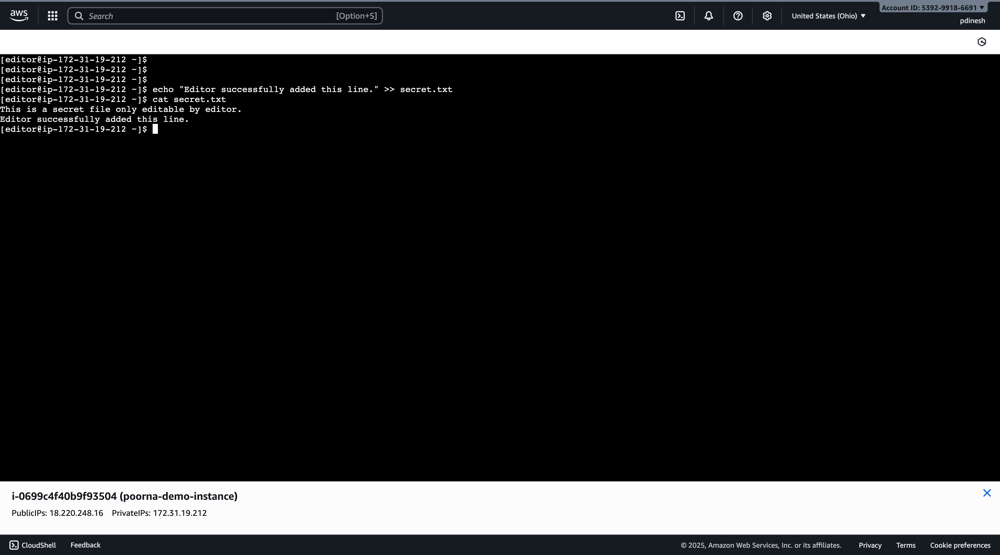 aws
Search [Option+S]
United States (Ohio)
Account ID: 5392-9918-6691
pdinesh
[editor@ip-172-31-19-212 ~]$
[editor@ip-172-31-19-212 ~]$
[editor@ip-172-31-19-212 ~]$
[editor@ip-172-31-19-212 ~]$ echo "Editor successfully added this line." >> secret.txt
[editor@ip-172-31-19-212 ~]$ cat secret.txt
This is a secret file only editable by editor.
Editor successfully added this line.
[editor@ip-172-31-19-212 ~]$
i-0699c4f40b9f93504 (poorna-demo-instance)
PublicIPs: 18.220.248.16 PrivateIPs: 172.31.19.212
CloudShell Feedback © 2025, Amazon Web Services, Inc. or its affiliates. Privacy Terms Cookie preferences